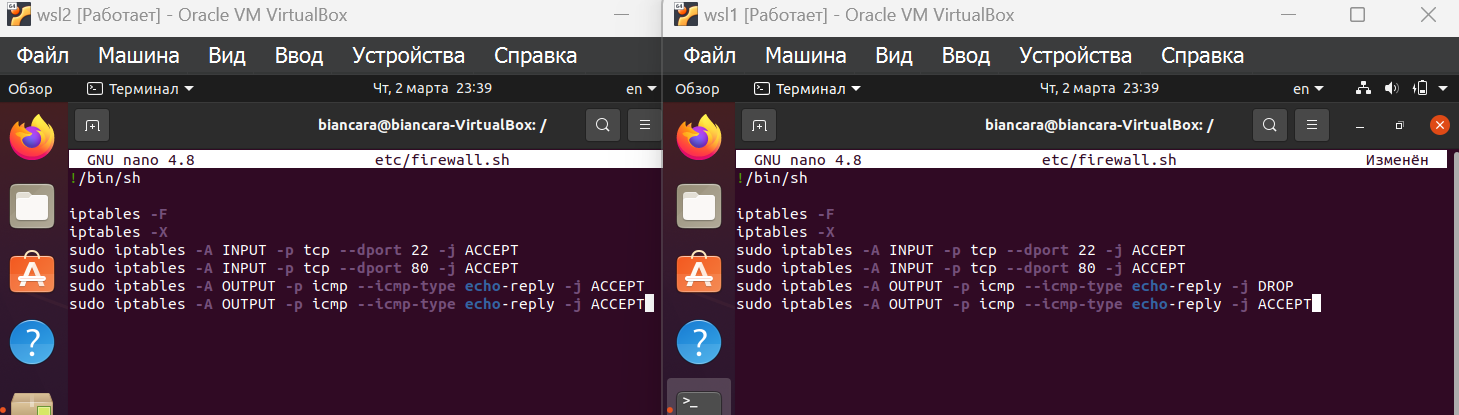 wsl2 [Работает] - Oracle VM VirtualBox
Файл Машина Вид Ввод Устройства Справка
Обзор Терминал Чт, 2 марта 23:39 en
biancara@biancara-VirtualBox: /
GNU nano 4.8 etc/firewall.sh
!/bin/sh
iptables -F
iptables -X
sudo iptables -A INPUT -p tcp --dport 22 -j ACCEPT
sudo iptables -A INPUT -p tcp --dport 80 -j ACCEPT
sudo iptables -A OUTPUT -p icmp --icmp-type echo-reply -j ACCEPT
sudo iptables -A OUTPUT -p icmp --icmp-type echo-reply -j ACCEPT
wsl1 [Работает] - Oracle VM VirtualBox
Файл Машина Вид Ввод Устройства Справка
Обзор Терминал Чт, 2 марта 23:39 en
biancara@biancara-VirtualBox: /
GNU nano 4.8 etc/firewall.sh Изменён
!/bin/sh
iptables -F
iptables -X
sudo iptables -A INPUT -p tcp --dport 22 -j ACCEPT
sudo iptables -A INPUT -p tcp --dport 80 -j ACCEPT
sudo iptables -A OUTPUT -p icmp --icmp-type echo-reply -j DROP
sudo iptables -A OUTPUT -p icmp --icmp-type echo-reply -j ACCEPT